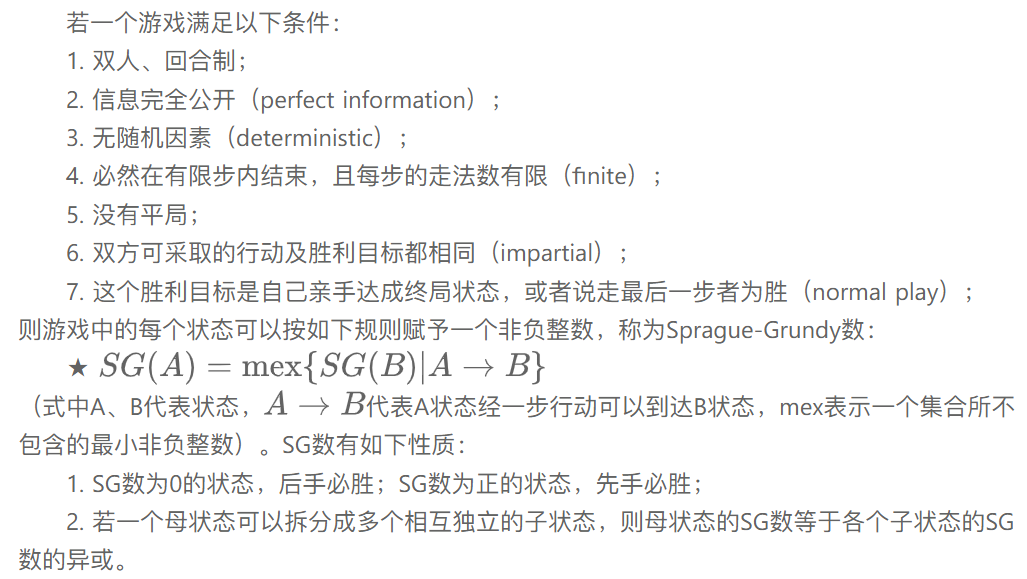 若一个游戏满足以下条件：
1. 双人、回合制；
2. 信息完全公开（perfect information）；
3. 无随机因素（deterministic）；
4. 必然在有限步内结束，且每步的走法数有限（finite）；
5. 没有平局；
6. 双方可采取的行动及胜利目标都相同（impartial）；
7. 这个胜利目标是自己亲手达成终局状态，或者说走最后一步者为胜（normal play）；
则游戏中的每个状态可以按如下规则赋予一个非负整数，称为Sprague-Grundy数：
★ SG(A) = mex{SG(B)|A → B}
（式中A、B代表状态，A → B代表A状态经一步行动可以到达B状态，mex表示一个集合所不
包含的最小非负整数）。SG数有如下性质：
1. SG数为0的状态，后手必胜；SG数为正的状态，先手必胜；
2. 若一个母状态可以拆分成多个相互独立的子状态，则母状态的SG数等于各个子状态的SG
数的异或。